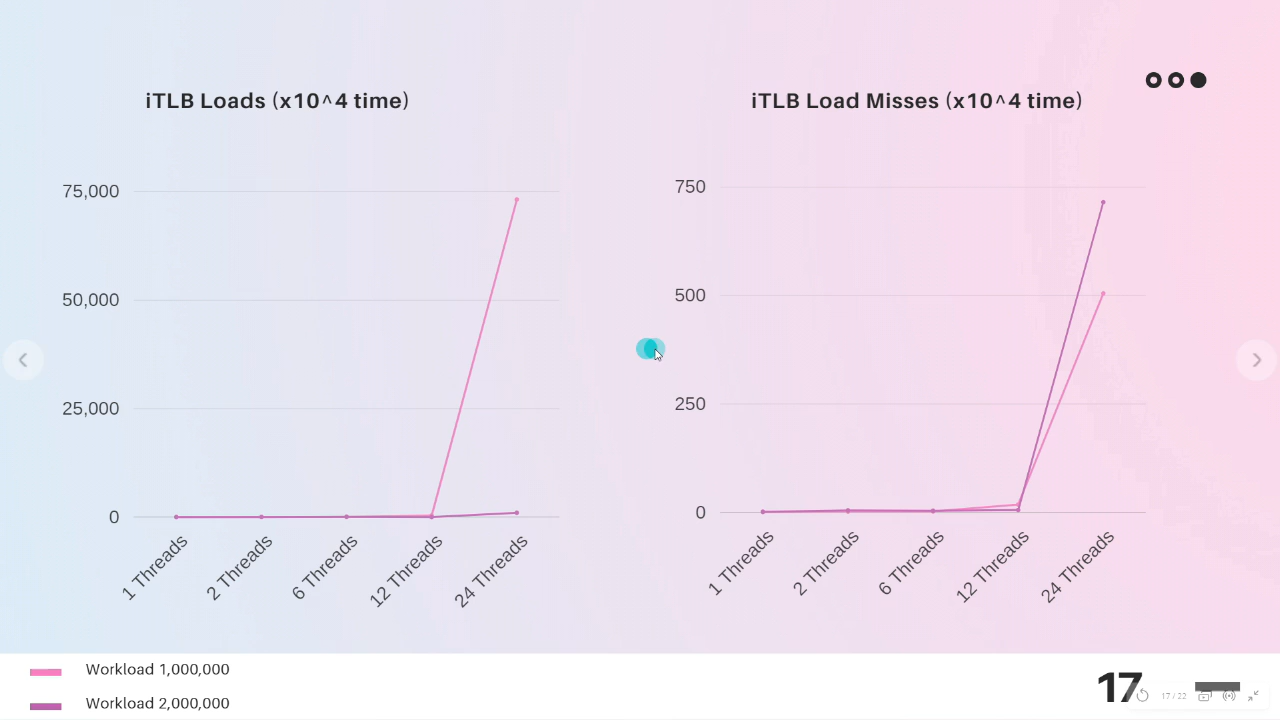 iTLB Loads (x10^4 time)
75,000
50,000
25,000
0
1 Threads
2 Threads
6 Threads
12 Threads
24 Threads
iTLB Load Misses (x10^4 time)
750
500
250
0
1 Threads
2 Threads
6 Threads
12 Threads
24 Threads
Workload 1,000,000
Workload 2,000,000
17
17 / 22